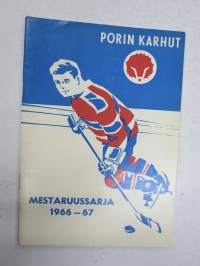 PORIN KARHUT
MESTARUUSSARJA
1966 - 67